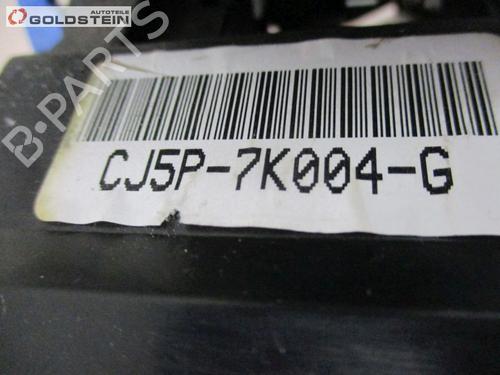 AUTOTEILE
GOLDSTEIN
B-PARTS
CJ5P-7K004-G